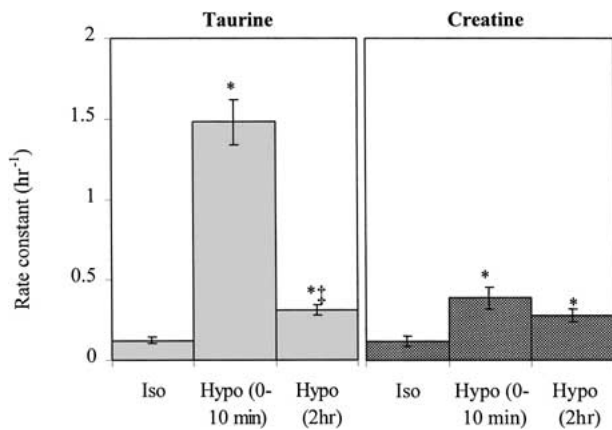 Taurine Creatine
2
1.5
1
0.5
0
Rate constant (hr⁻¹)
*
*‡
*
*
Iso Hypo (0- Hypo Iso Hypo (0- Hypo
10 min) (2hr) 10 min) (2hr)